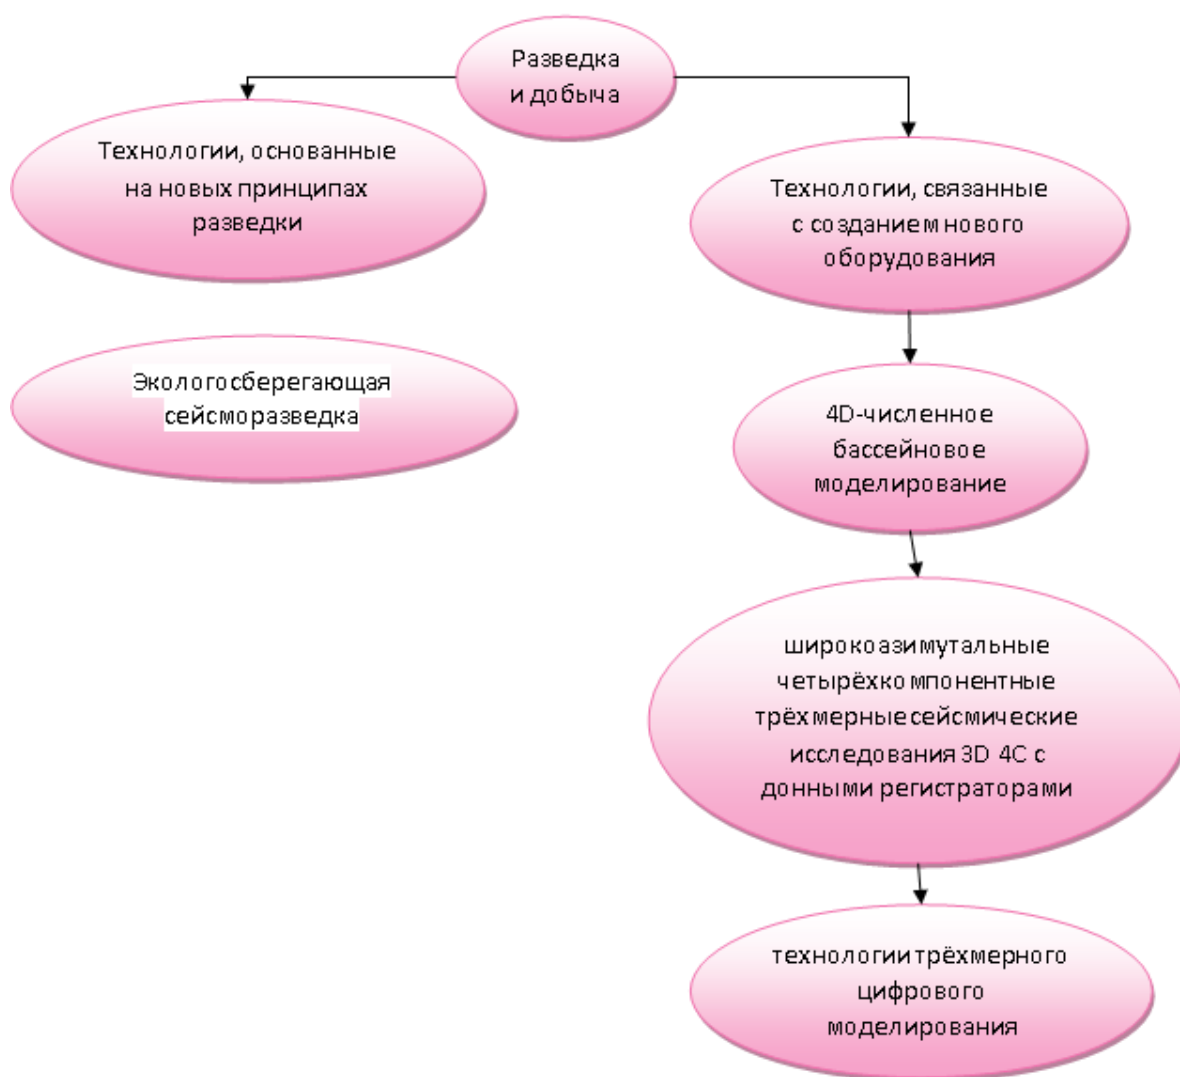 Разведка
и добыча
Технологии, основанные
на новых принципах
разведки
Технологии, связанные
с созданием нового
оборудования
Экологосберегающая
сейсморазведка
4D-численное
бассейновое
моделирование
широкоазимутальные
четырёхкомпонентные
трёхмерные сейсмические
исследования 3D 4C с
донными регистраторами
технологии трёхмерного
цифрового
моделирования